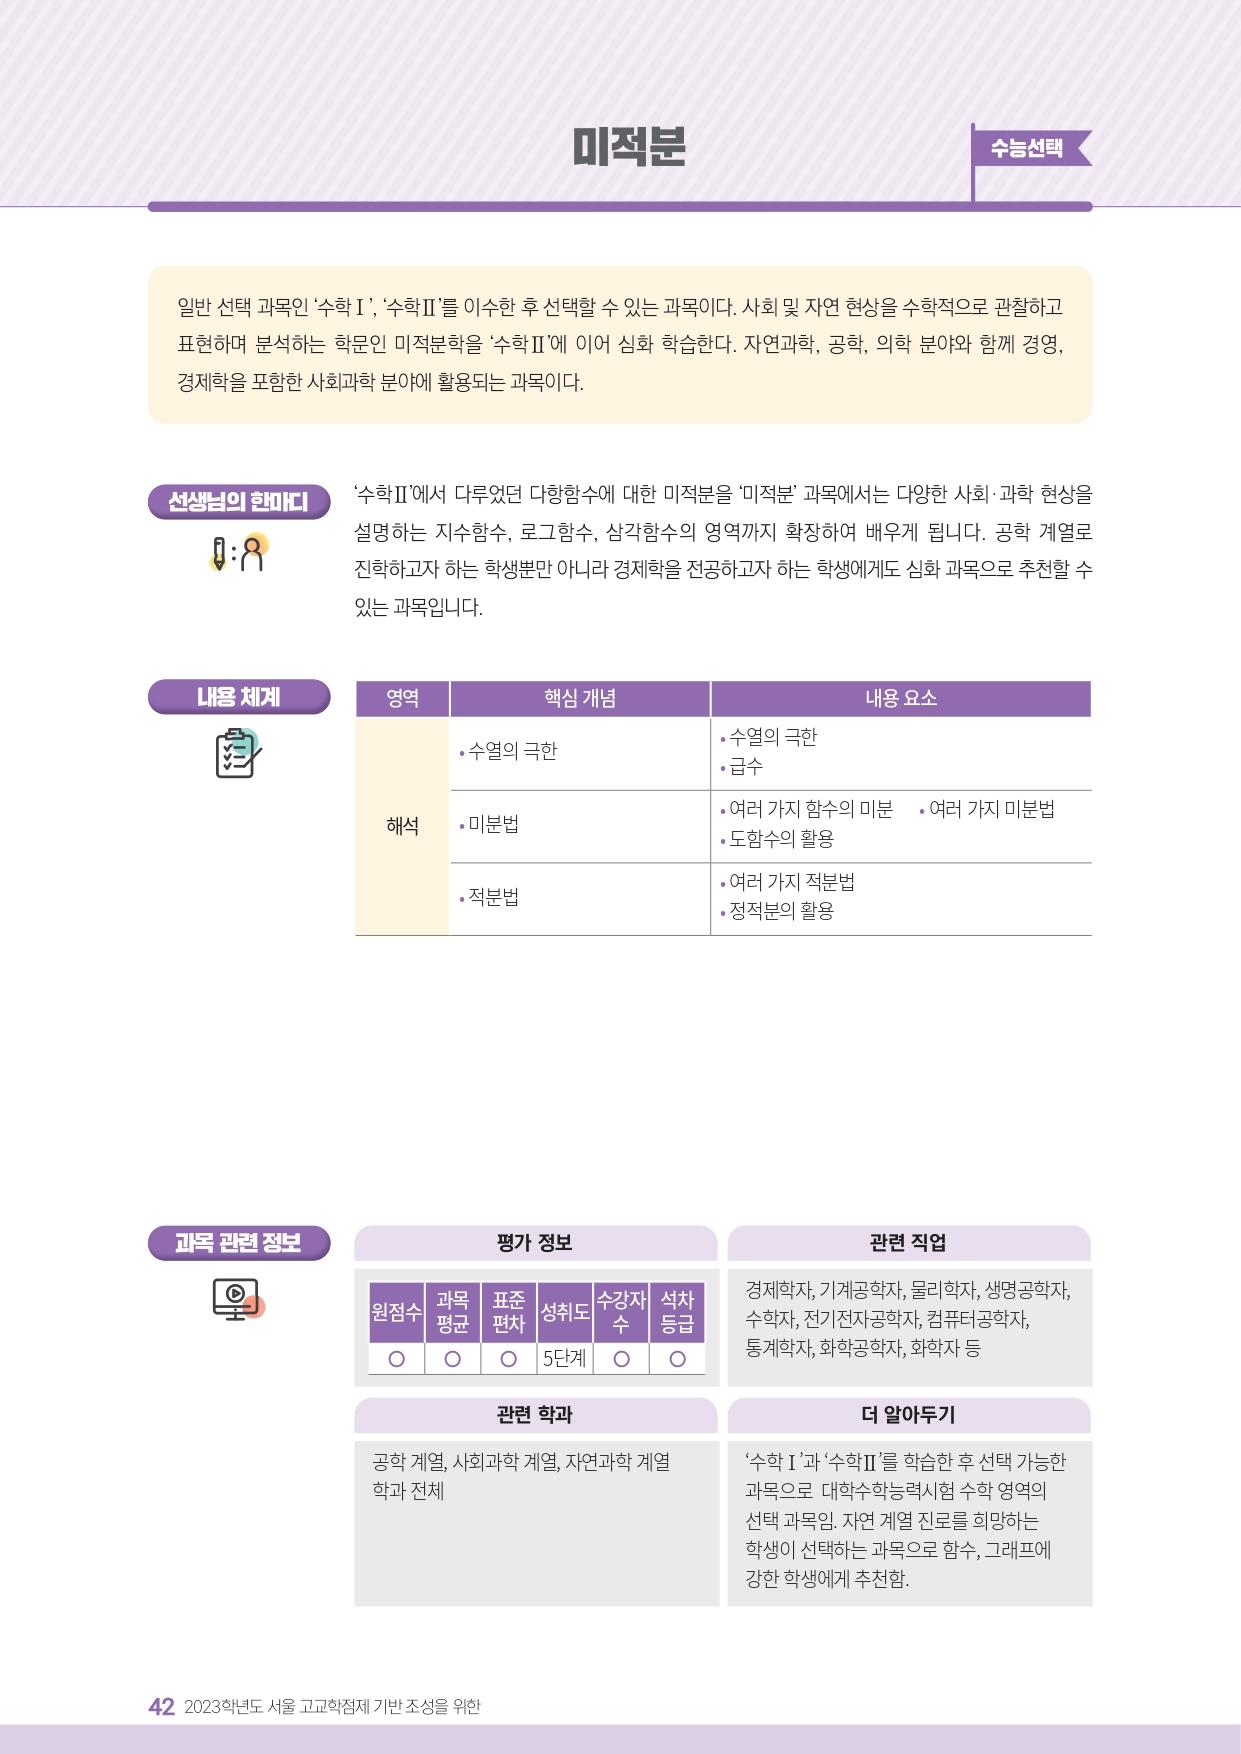 미적분
수능선택
일반 선택 과목인 ‘수학Ⅰ’, ‘수학Ⅱ’를 이수한 후 선택할 수 있는 과목이다. 사회 및 자연 현상을 수학적으로 관찰하고
표현하며 분석하는 학문인 미적분학을 ‘수학Ⅱ’에 이어 심화 학습한다. 자연과학, 공학, 의학 분야와 함께 경영,
경제학을 포함한 사회과학 분야에 활용되는 과목이다.
선생님의 한마디
‘수학Ⅱ’에서 다루었던 다항함수에 대한 미적분을 ‘미적분’ 과목에서는 다양한 사회·과학 현상을
설명하는 지수함수, 로그함수, 삼각함수의 영역까지 확장하여 배우게 됩니다. 공학 계열로
진학하고자 하는 학생뿐만 아니라 경제학을 전공하고자 하는 학생에게도 심화 과목으로 추천할 수
있는 과목입니다.
내용 체계
영역 핵심 개념 내용 요소
해석
• 수열의 극한
• 수열의 극한
• 급수
• 미분법
• 여러 가지 함수의 미분 • 여러 가지 미분법
• 도함수의 활용
• 적분법
• 여러 가지 적분법
• 정적분의 활용
과목 관련 정보
평가 정보
원점수 과목 평균 표준 편차 성취도 수강자 수 석차 등급
○ ○ ○ 5단계 ○ ○
관련 직업
경제학자, 기계공학자, 물리학자, 생명공학자,
수학자, 전기전자공학자, 컴퓨터공학자,
통계학자, 화학공학자, 화학자 등
관련 학과
공학 계열, 사회과학 계열, 자연과학 계열
학과 전체
더 알아두기
‘수학Ⅰ’과 ‘수학Ⅱ’를 학습한 후 선택 가능한
과목으로 대학수학능력시험 수학 영역의
선택 과목임. 자연 계열 진로를 희망하는
학생이 선택하는 과목으로 함수, 그래프에
강한 학생에게 추천함.
42 2023학년도 서울 고교학점제 기반 조성을 위한